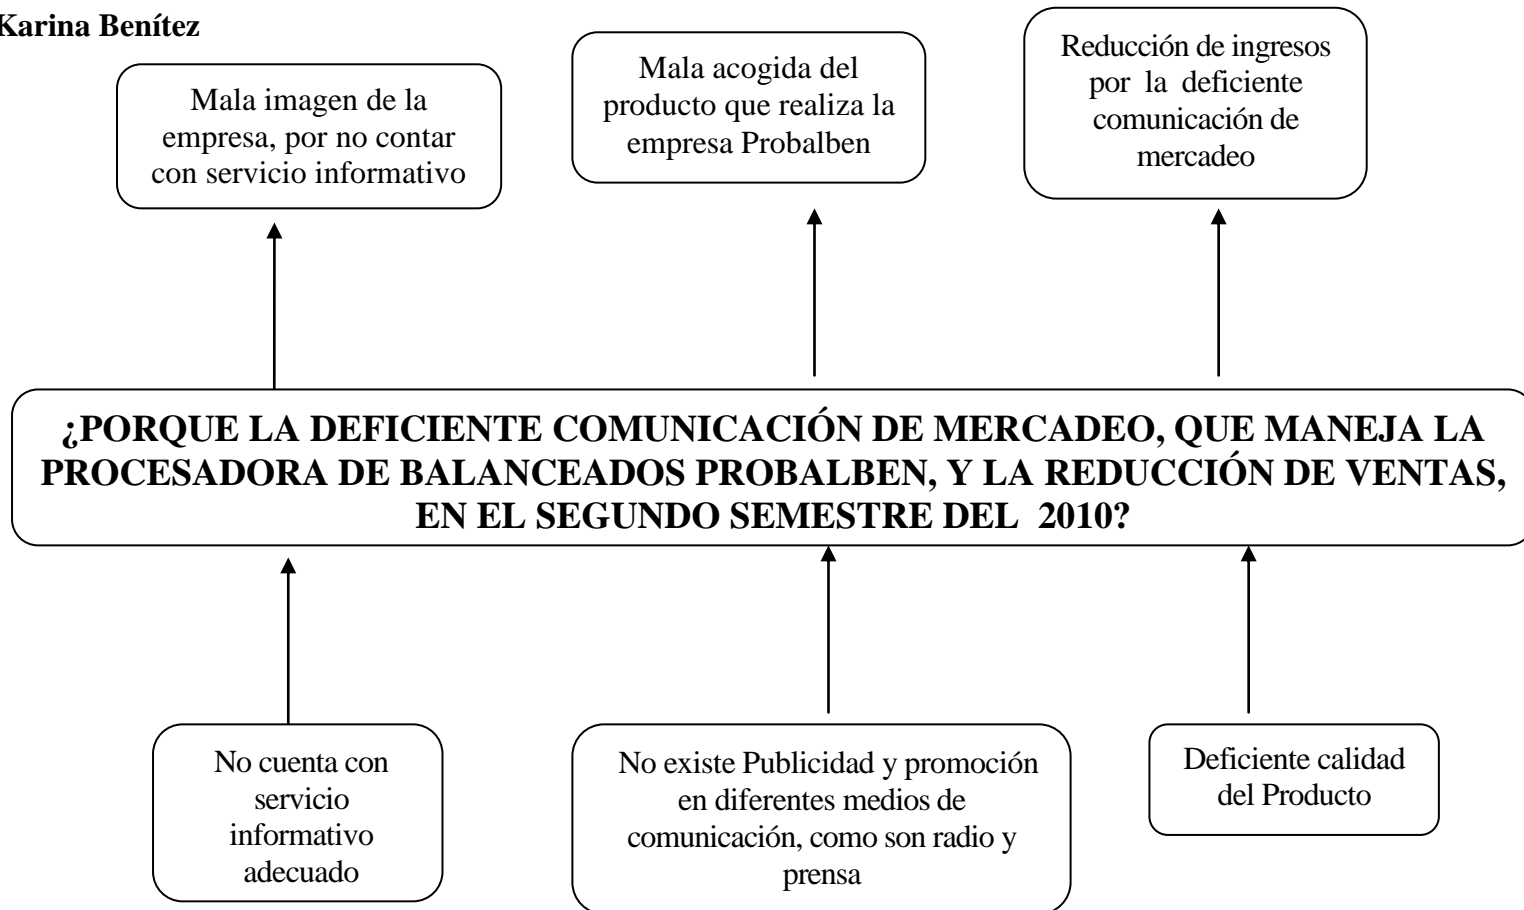 Karina Benítez
Mala imagen de la
empresa, por no contar
con servicio informativo
Mala acogida del
producto que realiza la
empresa Probalben
Reducción de ingresos
por la deficiente
comunicación de
mercadeo
¿PORQUE LA DEFICIENTE COMUNICACIÓN DE MERCADEO, QUE MANEJA LA
PROCESADORA DE BALANCEADOS PROBALBEN, Y LA REDUCCIÓN DE VENTAS,
EN EL SEGUNDO SEMESTRE DEL 2010?
No cuenta con
servicio
informativo
adecuado
No existe Publicidad y promoción
en diferentes medios de
comunicación, como son radio y
prensa
Deficiente calidad
del Producto